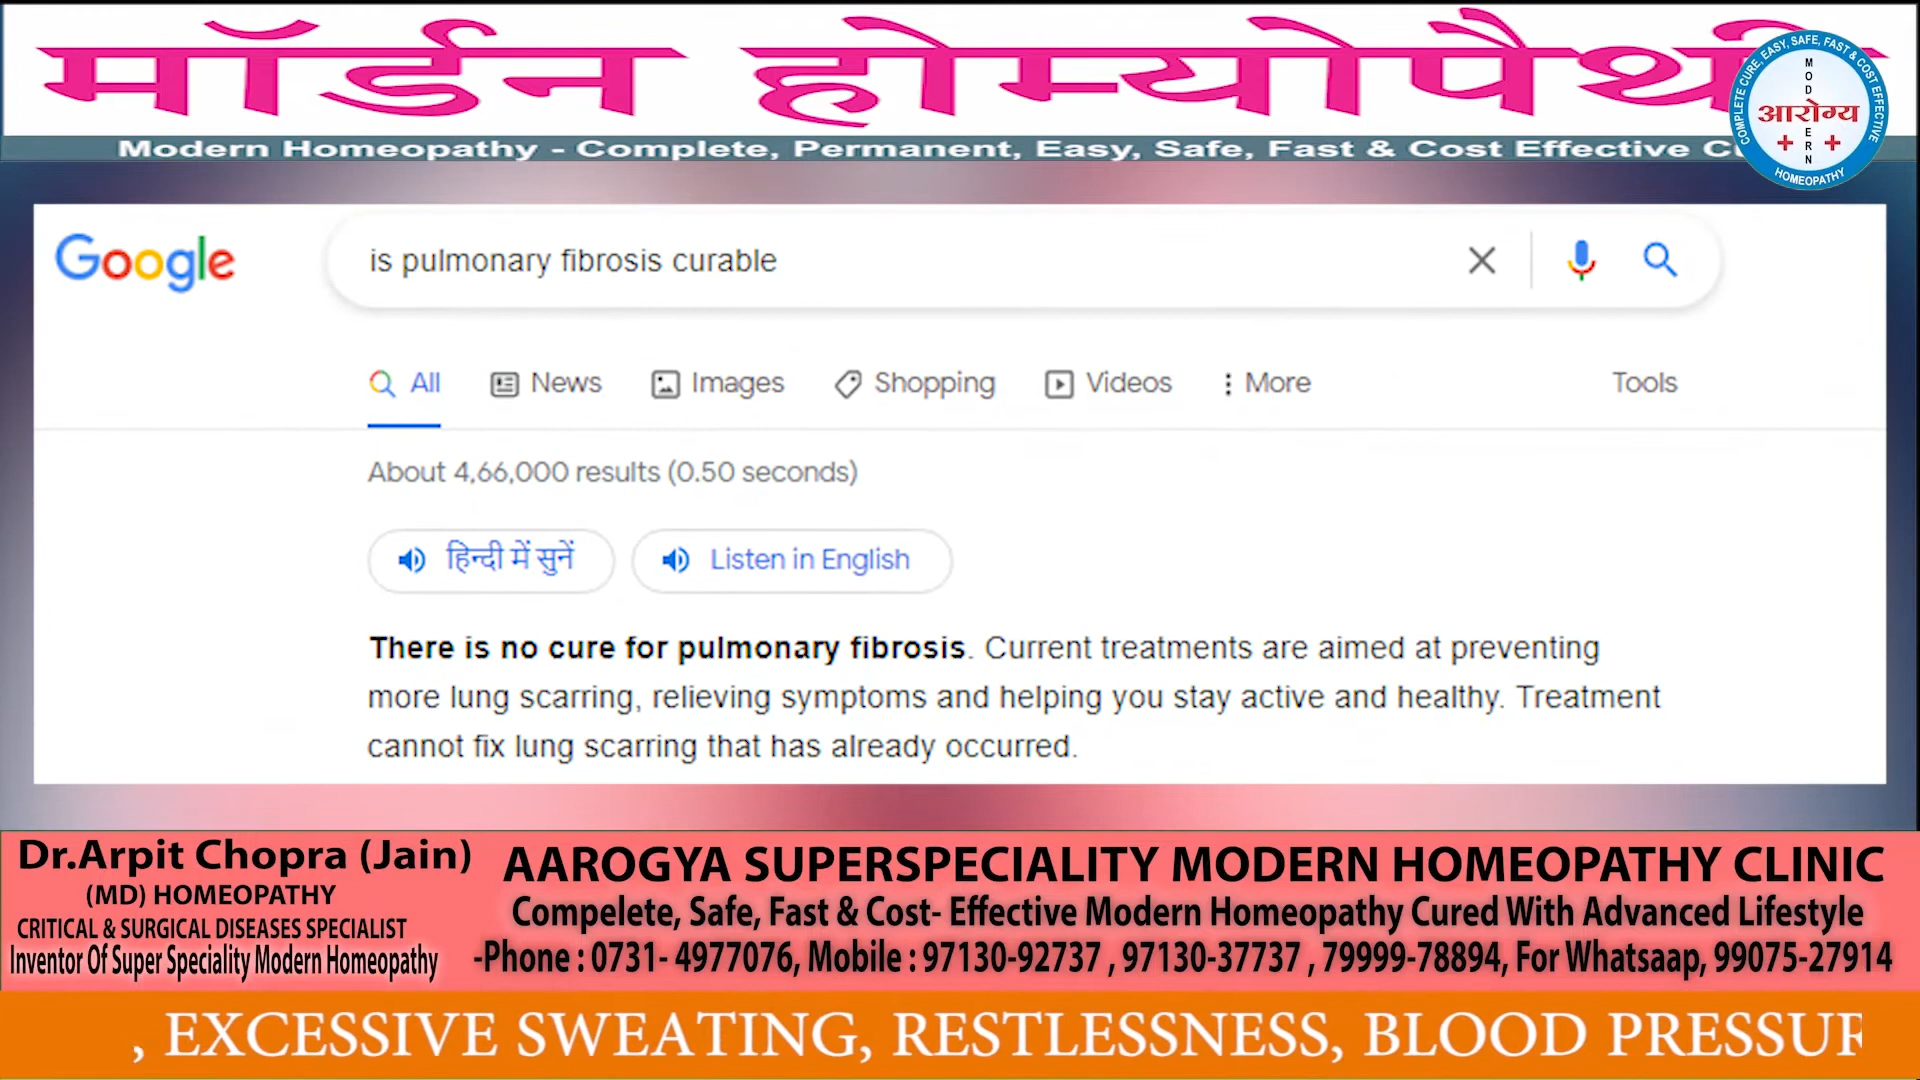 मॉर्डन होम्योपैथी
Modern Homeopathy - Complete, Permanent, Easy, Safe, Fast & Cost Effective
COMPLETE CURE, EASY, SAFE, FAST & COST EFFECTIVE
MODERN
आरोग्य
HOMEOPATHY
Google
is pulmonary fibrosis curable
All News Images Shopping Videos More Tools
About 4,66,000 results (0.50 seconds)
हिन्दी में सुनें Listen in English
There is no cure for pulmonary fibrosis. Current treatments are aimed at preventing
more lung scarring, relieving symptoms and helping you stay active and healthy. Treatment
cannot fix lung scarring that has already occurred.
Dr.Arpit Chopra (Jain)
(MD) HOMEOPATHY
CRITICAL & SURGICAL DISEASES SPECIALIST
Inventor Of Super Speciality Modern Homeopathy
AAROGYA SUPERSPECIALITY MODERN HOMEOPATHY CLINIC
Compelete, Safe, Fast & Cost- Effective Modern Homeopathy Cured With Advanced Lifestyle
-Phone : 0731- 4977076, Mobile : 97130-92737 , 97130-37737 , 79999-78894, For Whatsaap, 99075-27914
, EXCESSIVE SWEATING, RESTLESSNESS, BLOOD PRESSUR